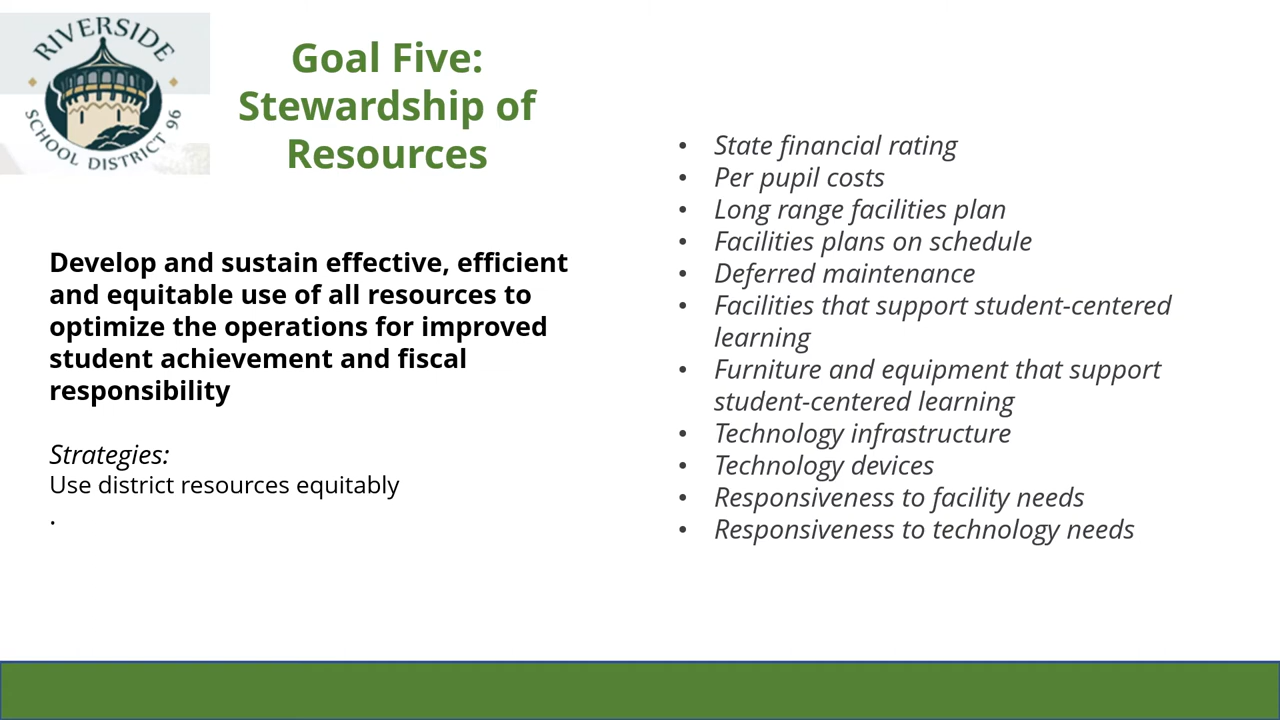 RIVERSIDE
SCHOOL DISTRICT 96
Goal Five:
Stewardship of
Resources
Develop and sustain effective, efficient
and equitable use of all resources to
optimize the operations for improved
student achievement and fiscal
responsibility
Strategies:
Use district resources equitably
.
• State financial rating
• Per pupil costs
• Long range facilities plan
• Facilities plans on schedule
• Deferred maintenance
• Facilities that support student-centered
learning
• Furniture and equipment that support
student-centered learning
• Technology infrastructure
• Technology devices
• Responsiveness to facility needs
• Responsiveness to technology needs